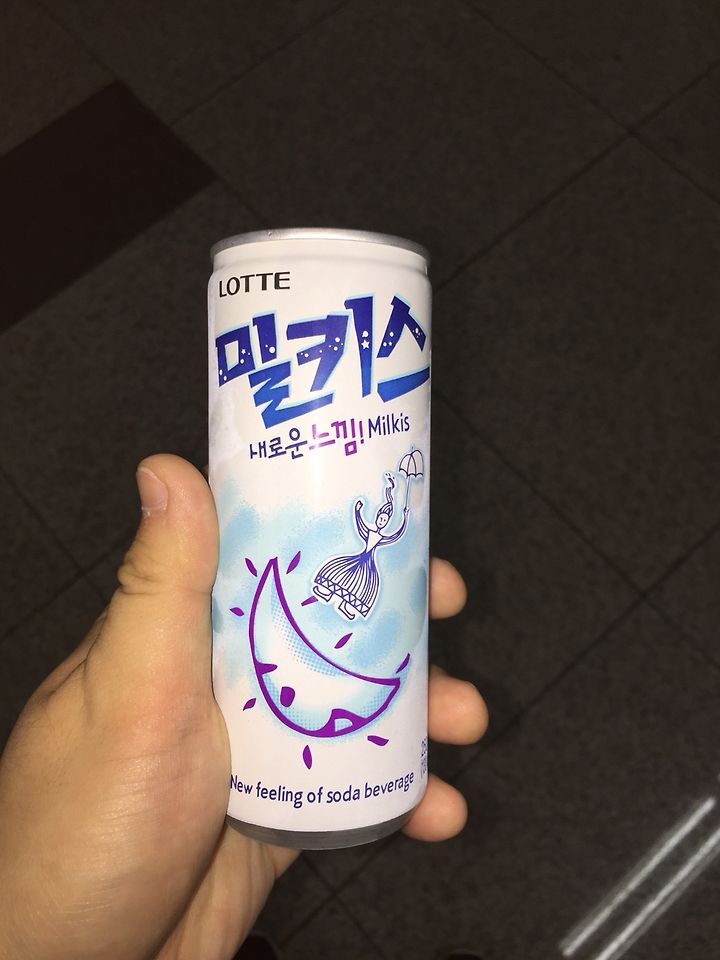 LOTTE
밀키스
새로운느낌! Milkis
New feeling of soda beverage